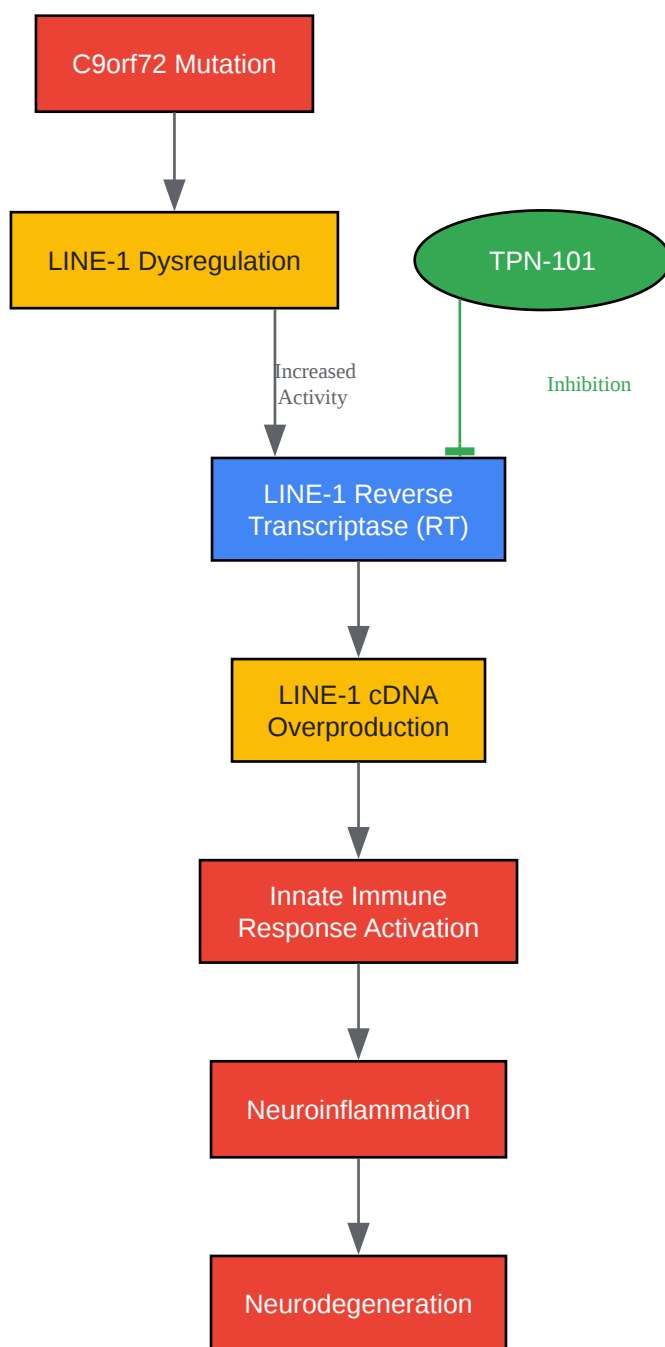 C9orf72 Mutation
LINE-1 Dysregulation
TPN-101
Increased
Activity
Inhibition
LINE-1 Reverse
Transcriptase (RT)
LINE-1 cDNA
Overproduction
Innate Immune
Response Activation
Neuroinflammation
Neurodegeneration